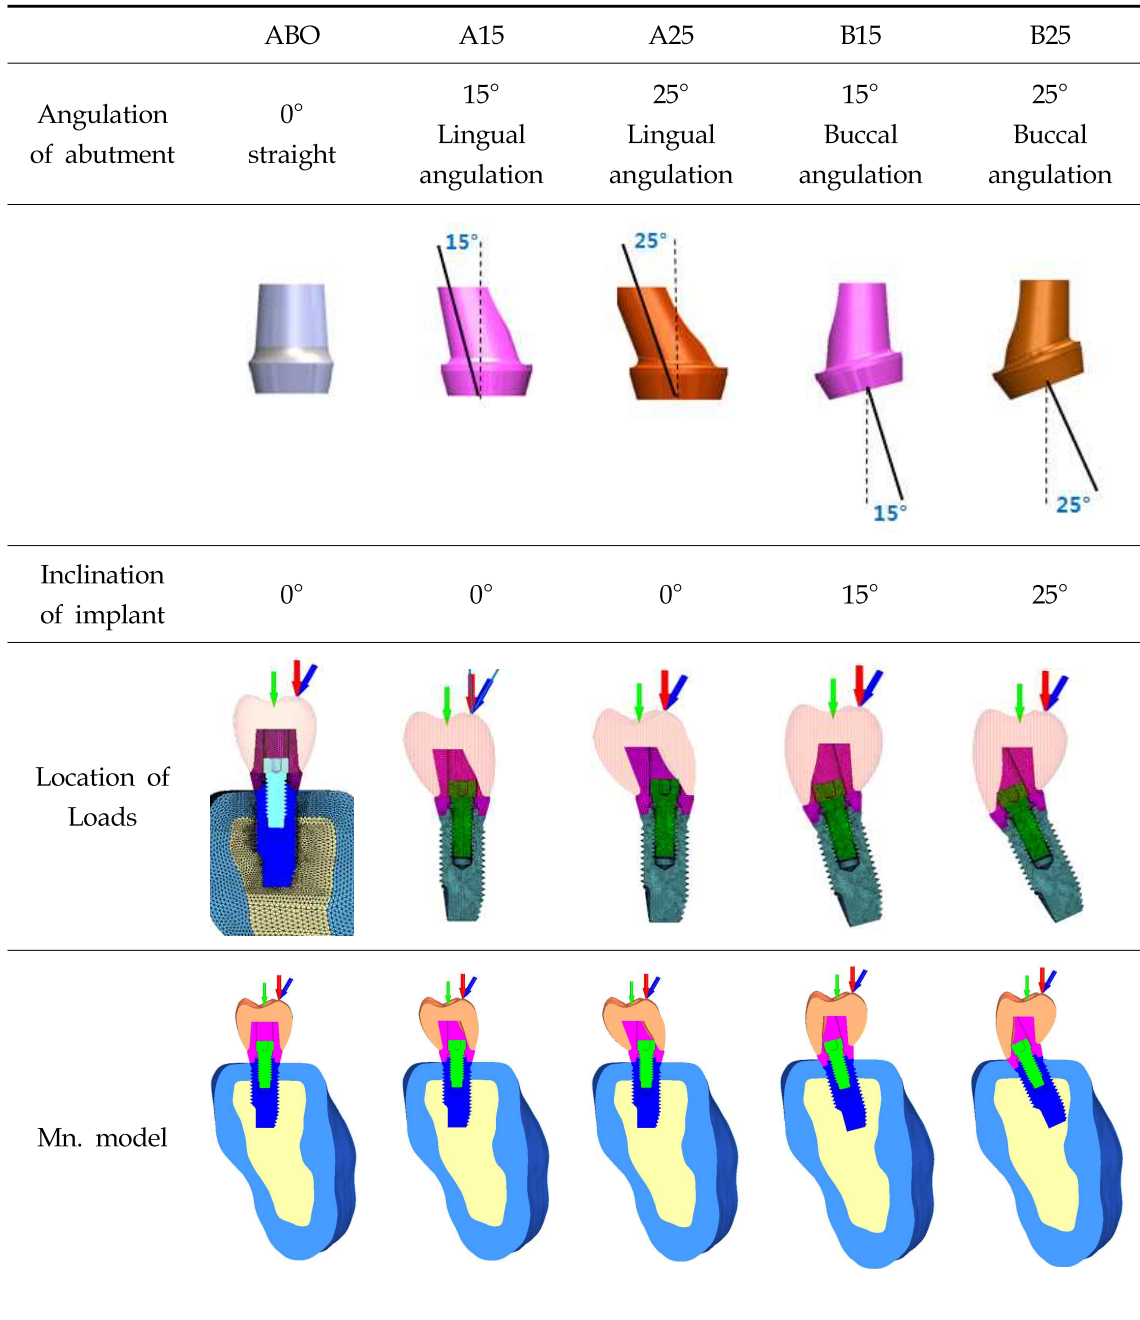 ABO A15 A25 B15 B25
Angulation of abutment
0° straight
15° Lingual angulation
25° Lingual angulation
15° Buccal angulation
25° Buccal angulation
15°
25°
15°
25°
Inclination of implant
0° 0° 0° 15° 25°
Location of Loads
Mn. model